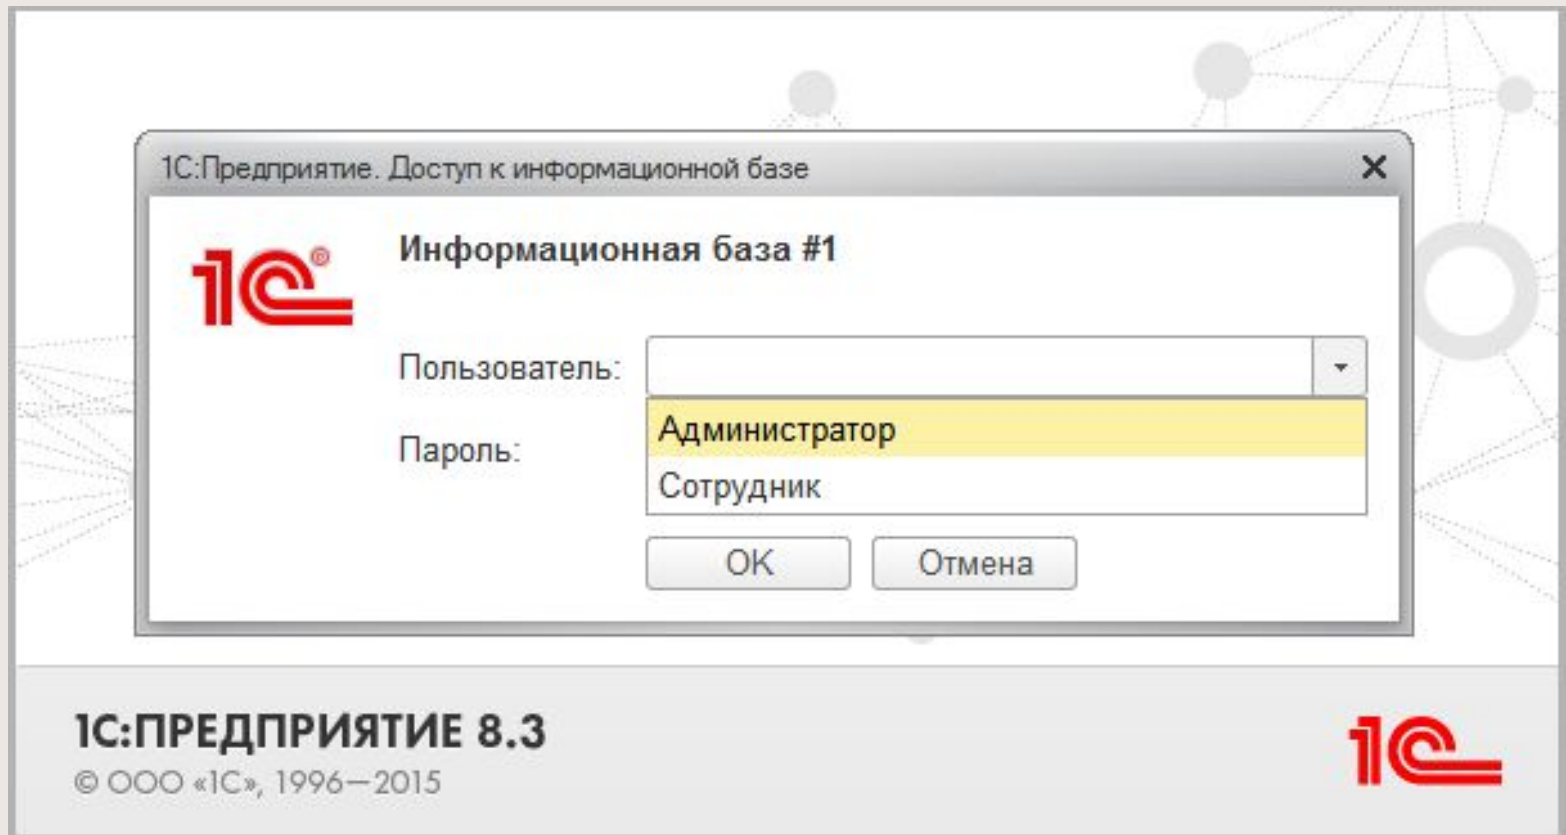 1С:Предприятие. Доступ к информационной базе
1С®
Информационная база #1
Пользователь:
Администратор
Пароль:
Сотрудник
OK Отмена
1С:ПРЕДПРИЯТИЕ 8.3
© ООО «1С», 1996—2015
1С